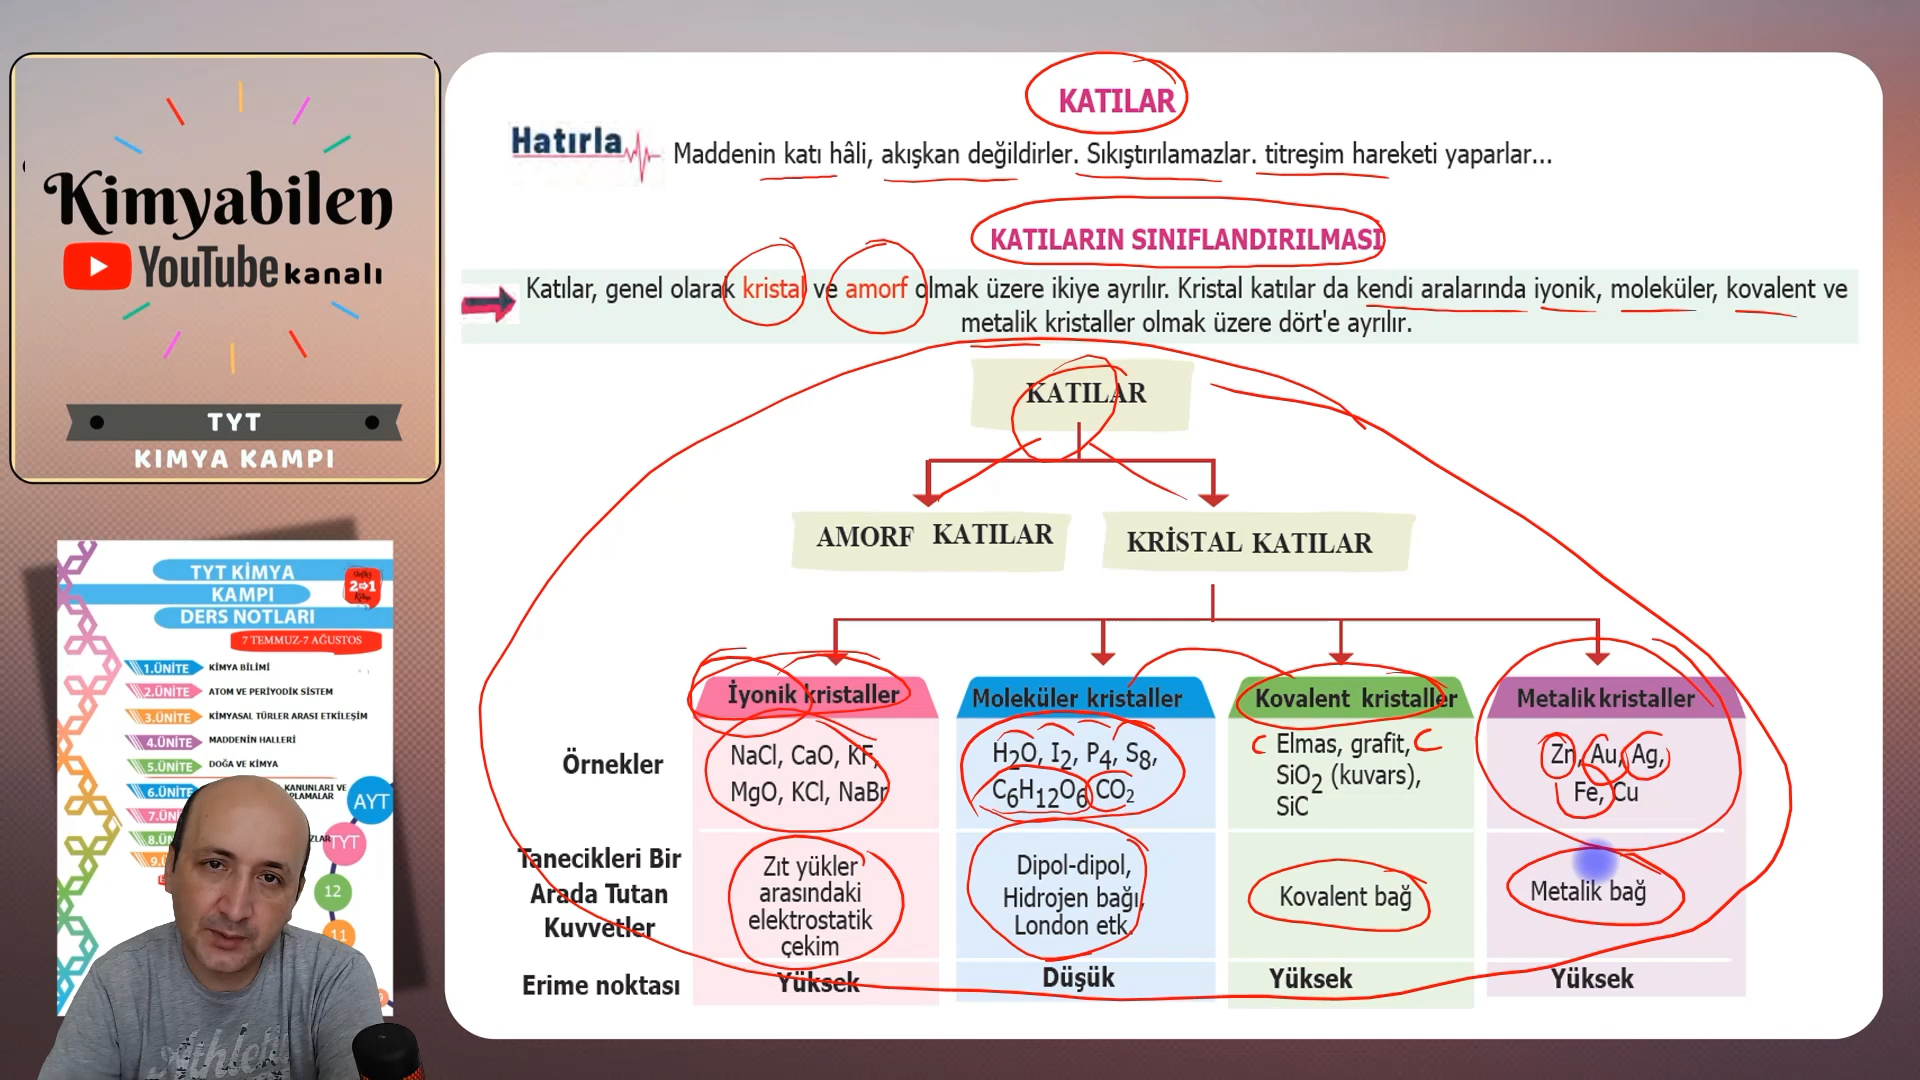 Kimyabilen
YouTube kanalı
TYT
KIMYA KAMPI
TYT KİMYA
KAMPI
DERS NOTLARI
2⇨1
7 TEMMUZ-7 AĞUSTOS
1.ÜNİTE KİMYA BİLİMİ
2.ÜNİTE ATOM VE PERİYODİK SİSTEM
3.ÜNİTE KİMYASAL TÜRLER ARASI ETKİLEŞİM
4.ÜNİTE MADDENİN HALLERİ
5.ÜNİTE DOĞA VE KİMYA
6.ÜNİTE KANUNLARI VE
AYT
TYT
12
11
KATILAR
Hatırla Maddenin katı hâli, akışkan değildirler. Sıkıştırılamazlar. titreşim hareketi yaparlar...
KATILARIN SINIFLANDIRILMASI
Katılar, genel olarak kristal ve amorf olmak üzere ikiye ayrılır. Kristal katılar da kendi aralarında iyonik, moleküler, kovalent ve
metalik kristaller olmak üzere dört'e ayrılır.
KATILAR
AMORF KATILAR KRİSTAL KATILAR
İyonik kristaller Moleküler kristaller Kovalent kristaller Metalik kristaller
Örnekler
NaCl, CaO, KF,
MgO, KCl, NaBr
H2O, I2, P4, S8,
C6H12O6 CO2
C Elmas, grafit, C
SiO2 (kuvars),
SiC
Zn, Au, Ag,
Fe, Cu
Tanecikleri Bir
Arada Tutan
Kuvvetler
Zıt yükler
arasındaki
elektrostatik
çekim
Dipol-dipol,
Hidrojen bağı,
London etk.
Kovalent bağ
Metalik bağ
Erime noktası Yüksek Düşük Yüksek Yüksek